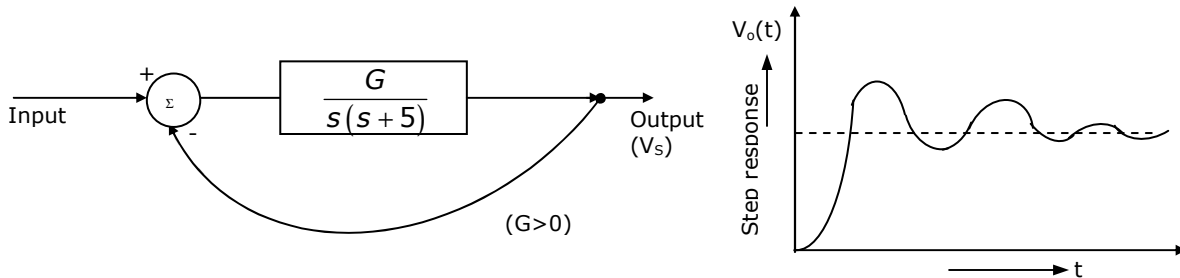 +
Σ
-
Input
G
s(s + 5)
Output
(V_S)
(G>0)
V_o(t)
Step response
t